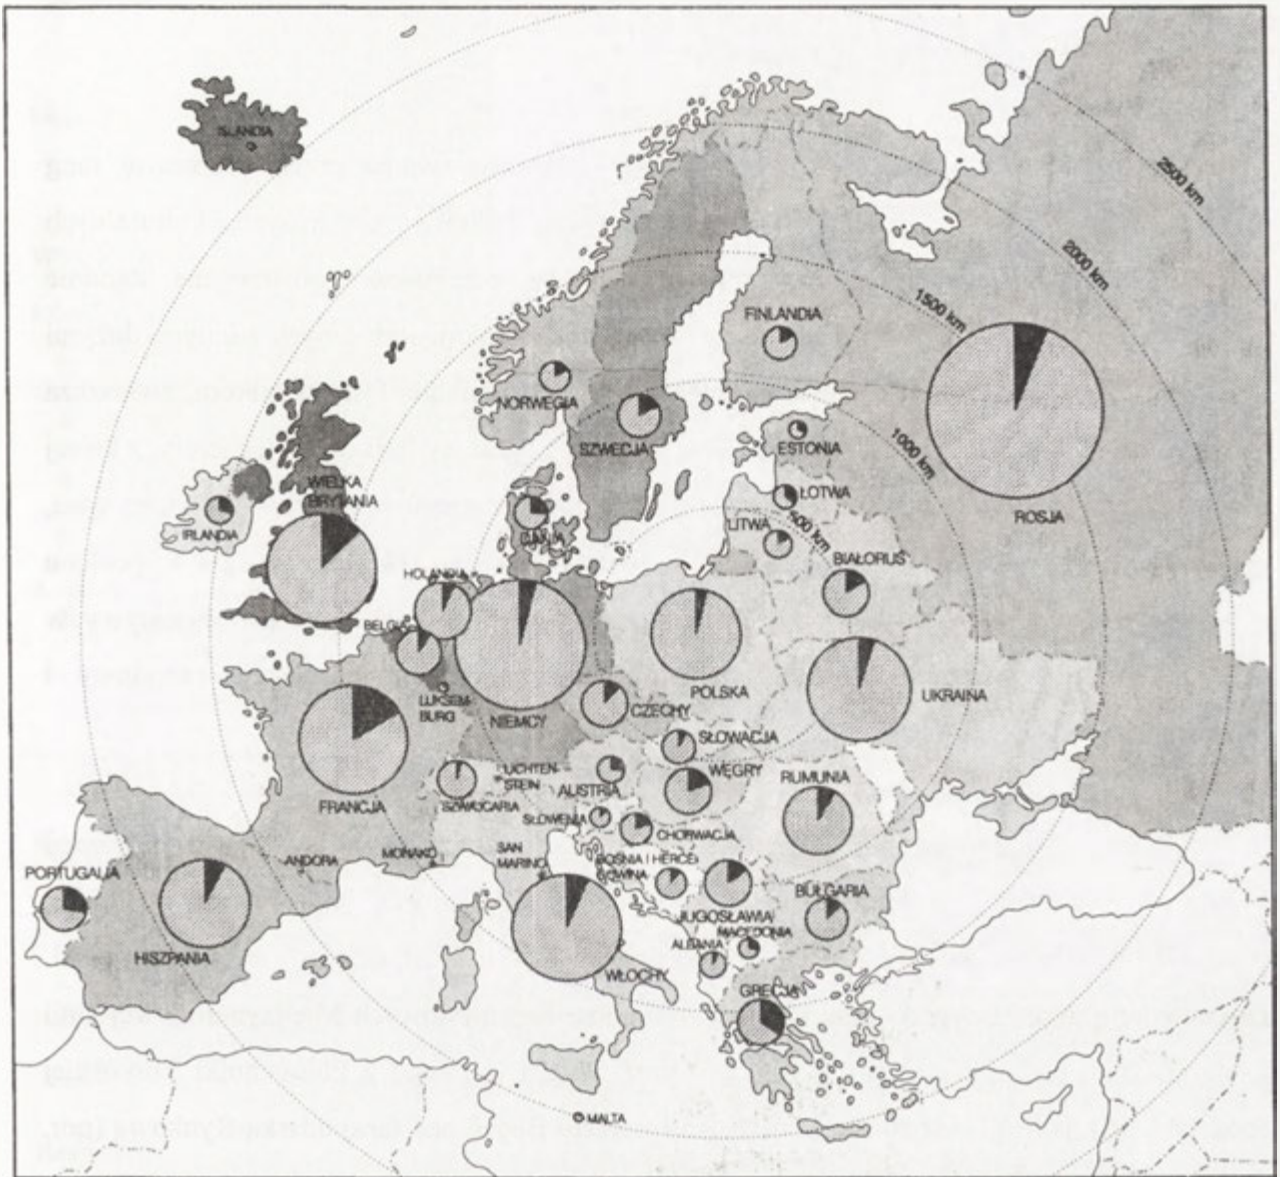 ISLANDIA
2500 km
2000 km
1500 km
FINLANDIA
NORWEGIA
SZWECJA
ESTONIA
1000 km
WIELKA
BRYTANIA
ŁOTWA
ROSJA
IRLANDIA
DANIA
LITWA
500 km
BIAŁORUŚ
HOLANDIA
BELGIA
POLSKA
UKRAINA
LUKSEM-
BURG
NIEMCY
CZECHY
SŁOWACJA
LICHTEN-
STEIN
WĘGRY
RUMUNIA
AUSTRIA
FRANCJA
SZWAJCARIA
SŁOWENIA
CHORWACJA
ANDORA
MONAKO
SAN
MARINO
BOŚNIA I HERCE-
GOWINA
PORTUGALIA
BUŁGARIA
JUGOSŁAWIA
MACEDONIA
ALBANIA
HISZPANIA
WŁOCHY
GRECJA
MALTA